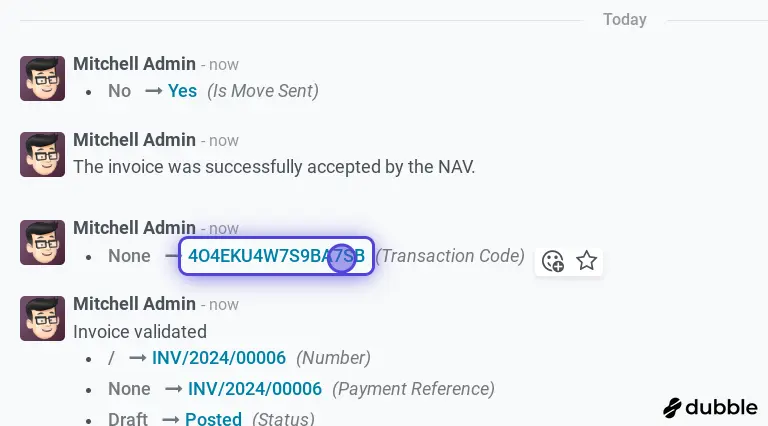 Today
Mitchell Admin - now
• No → Yes (Is Move Sent)
Mitchell Admin - now
The invoice was successfully accepted by the NAV.
Mitchell Admin - now
• None → 4O4EKU4W7S9BA7SB (Transaction Code)
Mitchell Admin - now
Invoice validated
• / → INV/2024/00006 (Number)
• None → INV/2024/00006 (Payment Reference)
• Draft → Posted (Status)
dubble